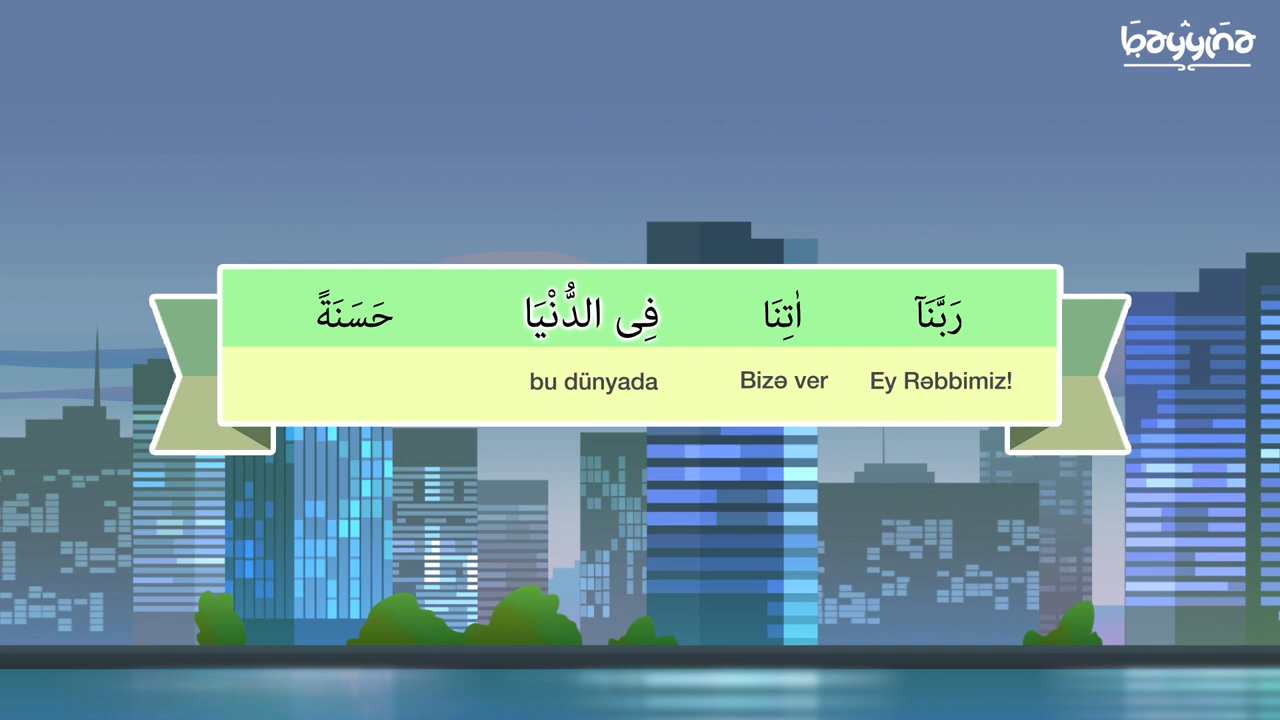 bayyina
رَبَّنَآ اٰتِنَا فِى الدُّنْيَا حَسَنَةً
Ey Rəbbimiz! Bizə ver bu dünyada